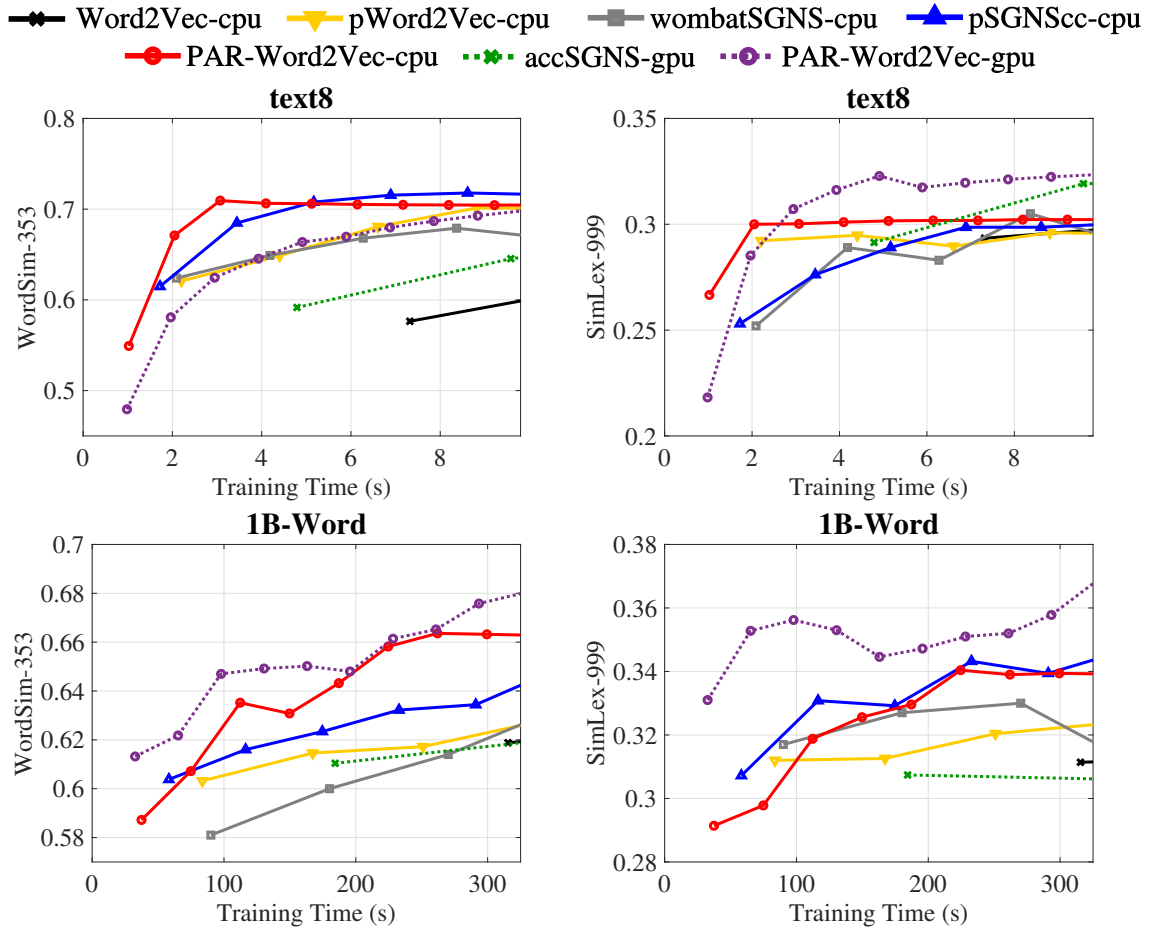 Word2Vec-cpu pWord2Vec-cpu wombatSGNS-cpu pSGNScc-cpu
PAR-Word2Vec-cpu accSGNS-gpu PAR-Word2Vec-gpu
text8
WordSim-353
0.8
0.7
0.6
0.5
2 4 6 8
Training Time (s)
text8
SimLex-999
0.35
0.3
0.25
0.2
2 4 6 8
Training Time (s)
1B-Word
WordSim-353
0.7
0.68
0.66
0.64
0.62
0.6
0.58
0 100 200 300
Training Time (s)
1B-Word
SimLex-999
0.38
0.36
0.34
0.32
0.3
0.28
0 100 200 300
Training Time (s)